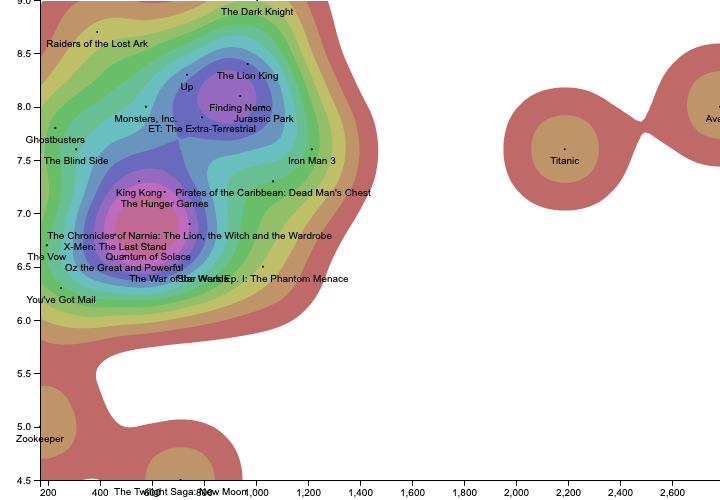 9.0
The Dark Knight
Raiders of the Lost Ark
8.5
The Lion King
Up
8.0
Finding Nemo
Monsters, Inc.
Jurassic Park
Ava
ET: The Extra-Terrestrial
Ghostbusters
7.5
The Blind Side
Iron Man 3
Titanic
King Kong
Pirates of the Caribbean: Dead Man's Chest
The Hunger Games
7.0
The Chronicles of Narnia: The Lion, the Witch and the Wardrobe
X-Men: The Last Stand
The Vow
Quantum of Solace
6.5
Oz the Great and Powerful
The War of the Worlds
Star Wars Ep. I: The Phantom Menace
You've Got Mail
6.0
5.5
5.0
Zookeeper
4.5
The Twilight Saga: New Moon
200 400 600 800 1,000 1,200 1,400 1,600 1,800 2,000 2,200 2,400 2,600